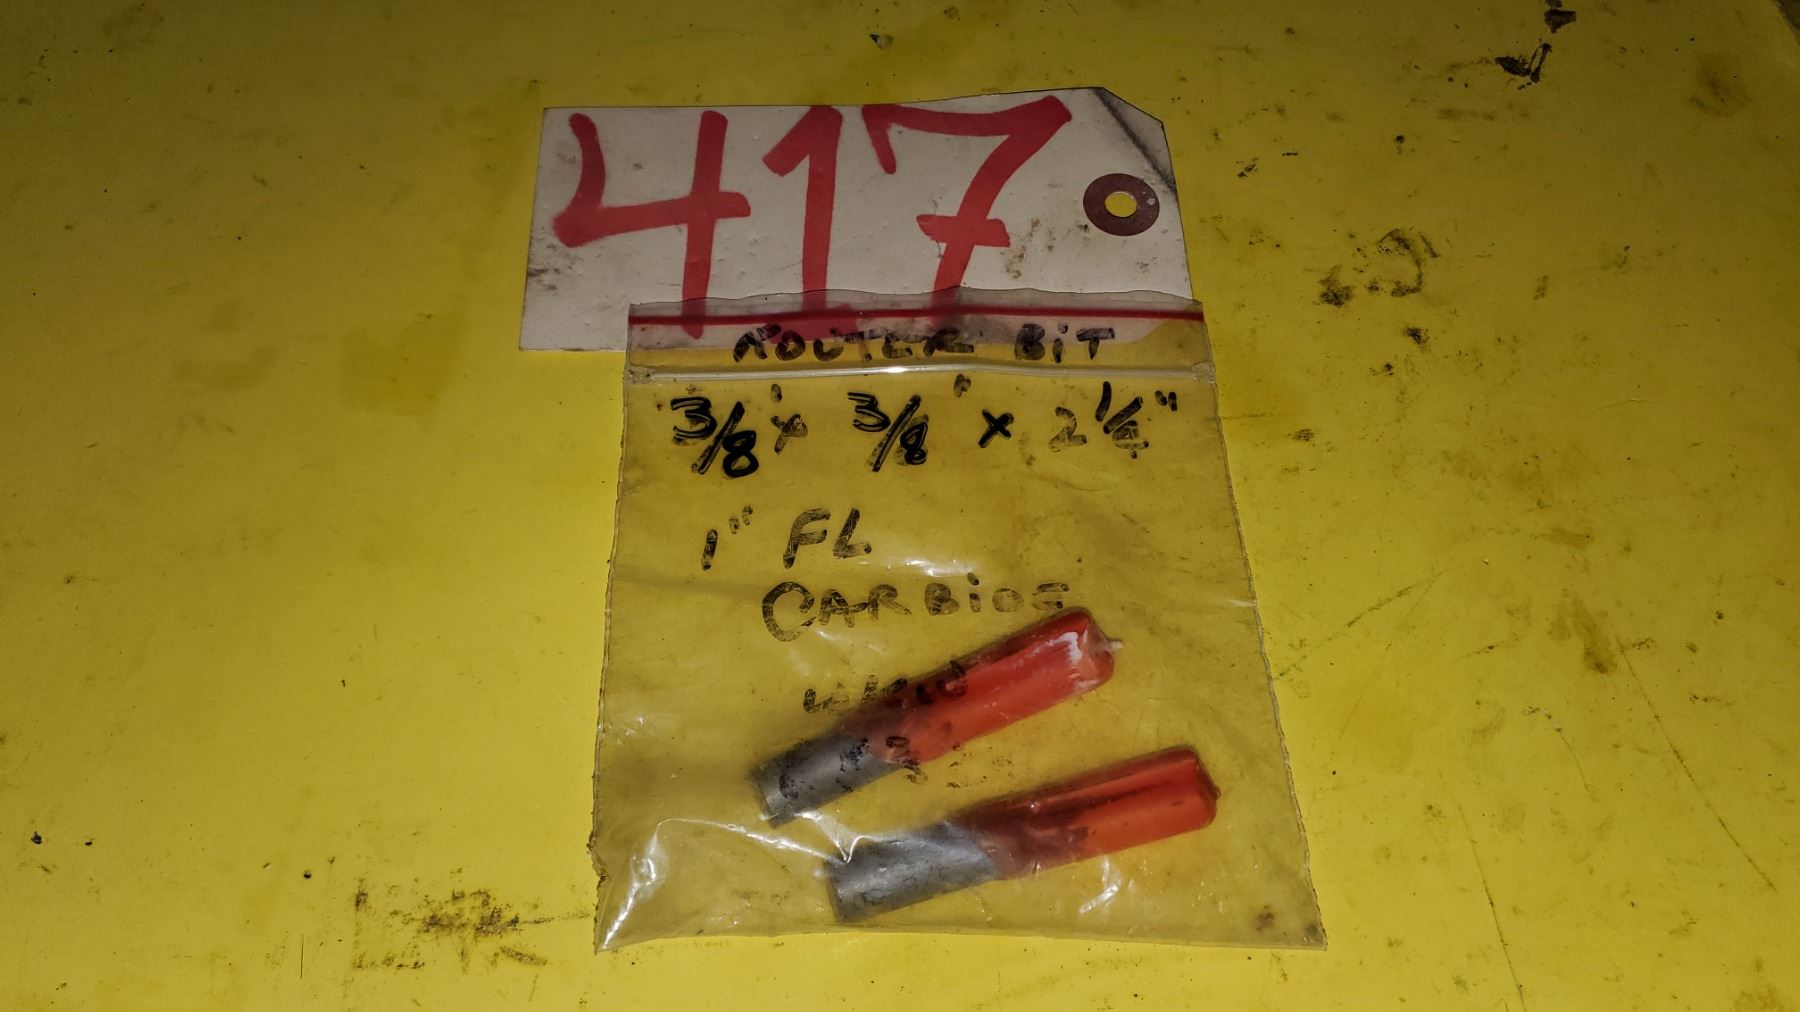 417
ROUTER BIT
3/8" x 3/8" x 2 1/4"
1" FL
CARBIDE